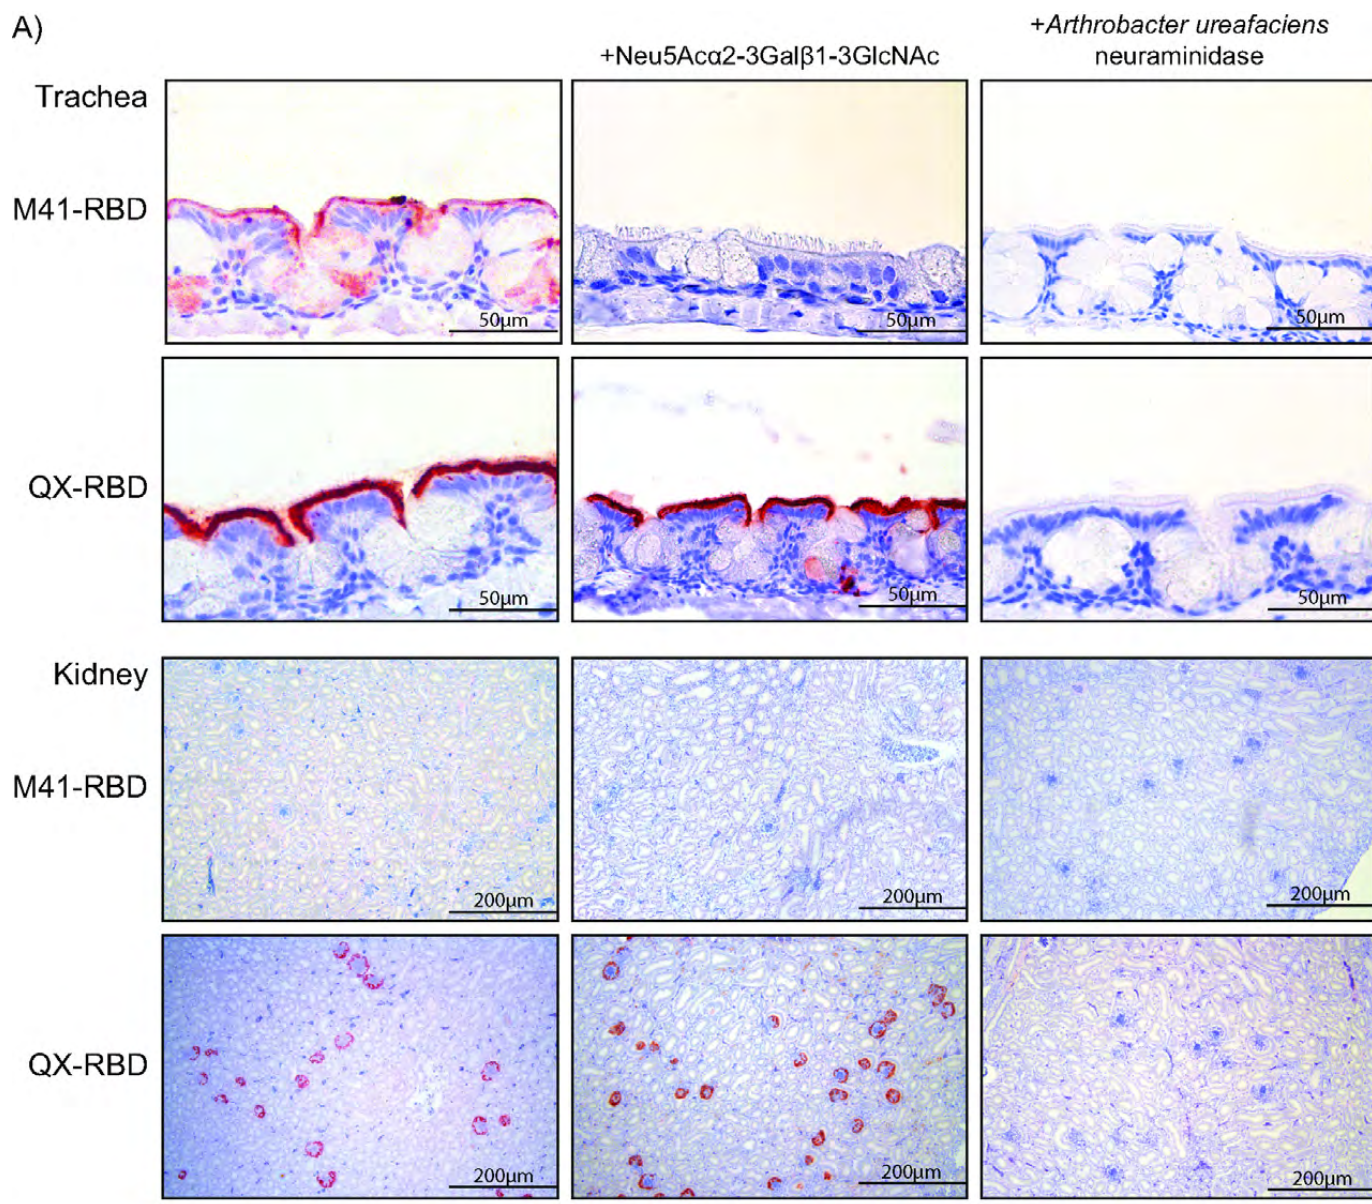 A)
+Neu5Acα2-3Galβ1-3GlcNAc
+Arthrobacter ureafaciens
neuraminidase
Trachea
M41-RBD
50µm
50µm
50µm
QX-RBD
50µm
50µm
50µm
Kidney
M41-RBD
200µm
200µm
200µm
QX-RBD
200µm
200µm
200µm